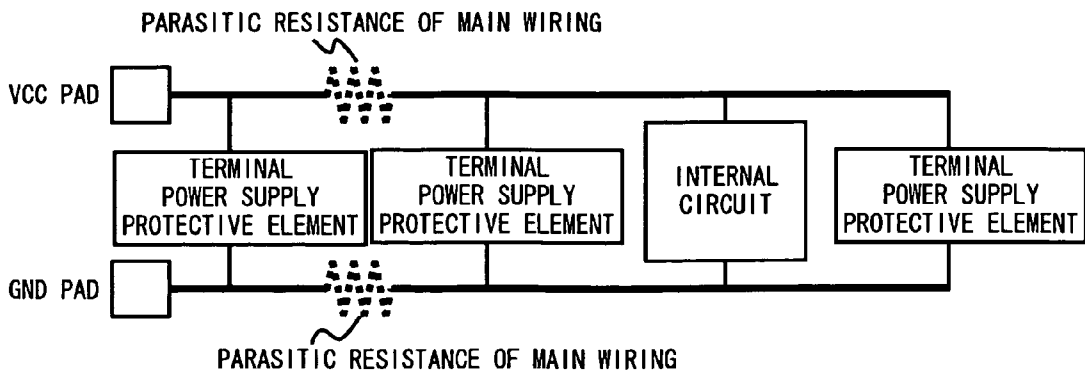 PARASITIC RESISTANCE OF MAIN WIRING
VCC PAD
TERMINAL
POWER SUPPLY
PROTECTIVE ELEMENT
TERMINAL
POWER SUPPLY
PROTECTIVE ELEMENT
INTERNAL
CIRCUIT
TERMINAL
POWER SUPPLY
PROTECTIVE ELEMENT
GND PAD
PARASITIC RESISTANCE OF MAIN WIRING